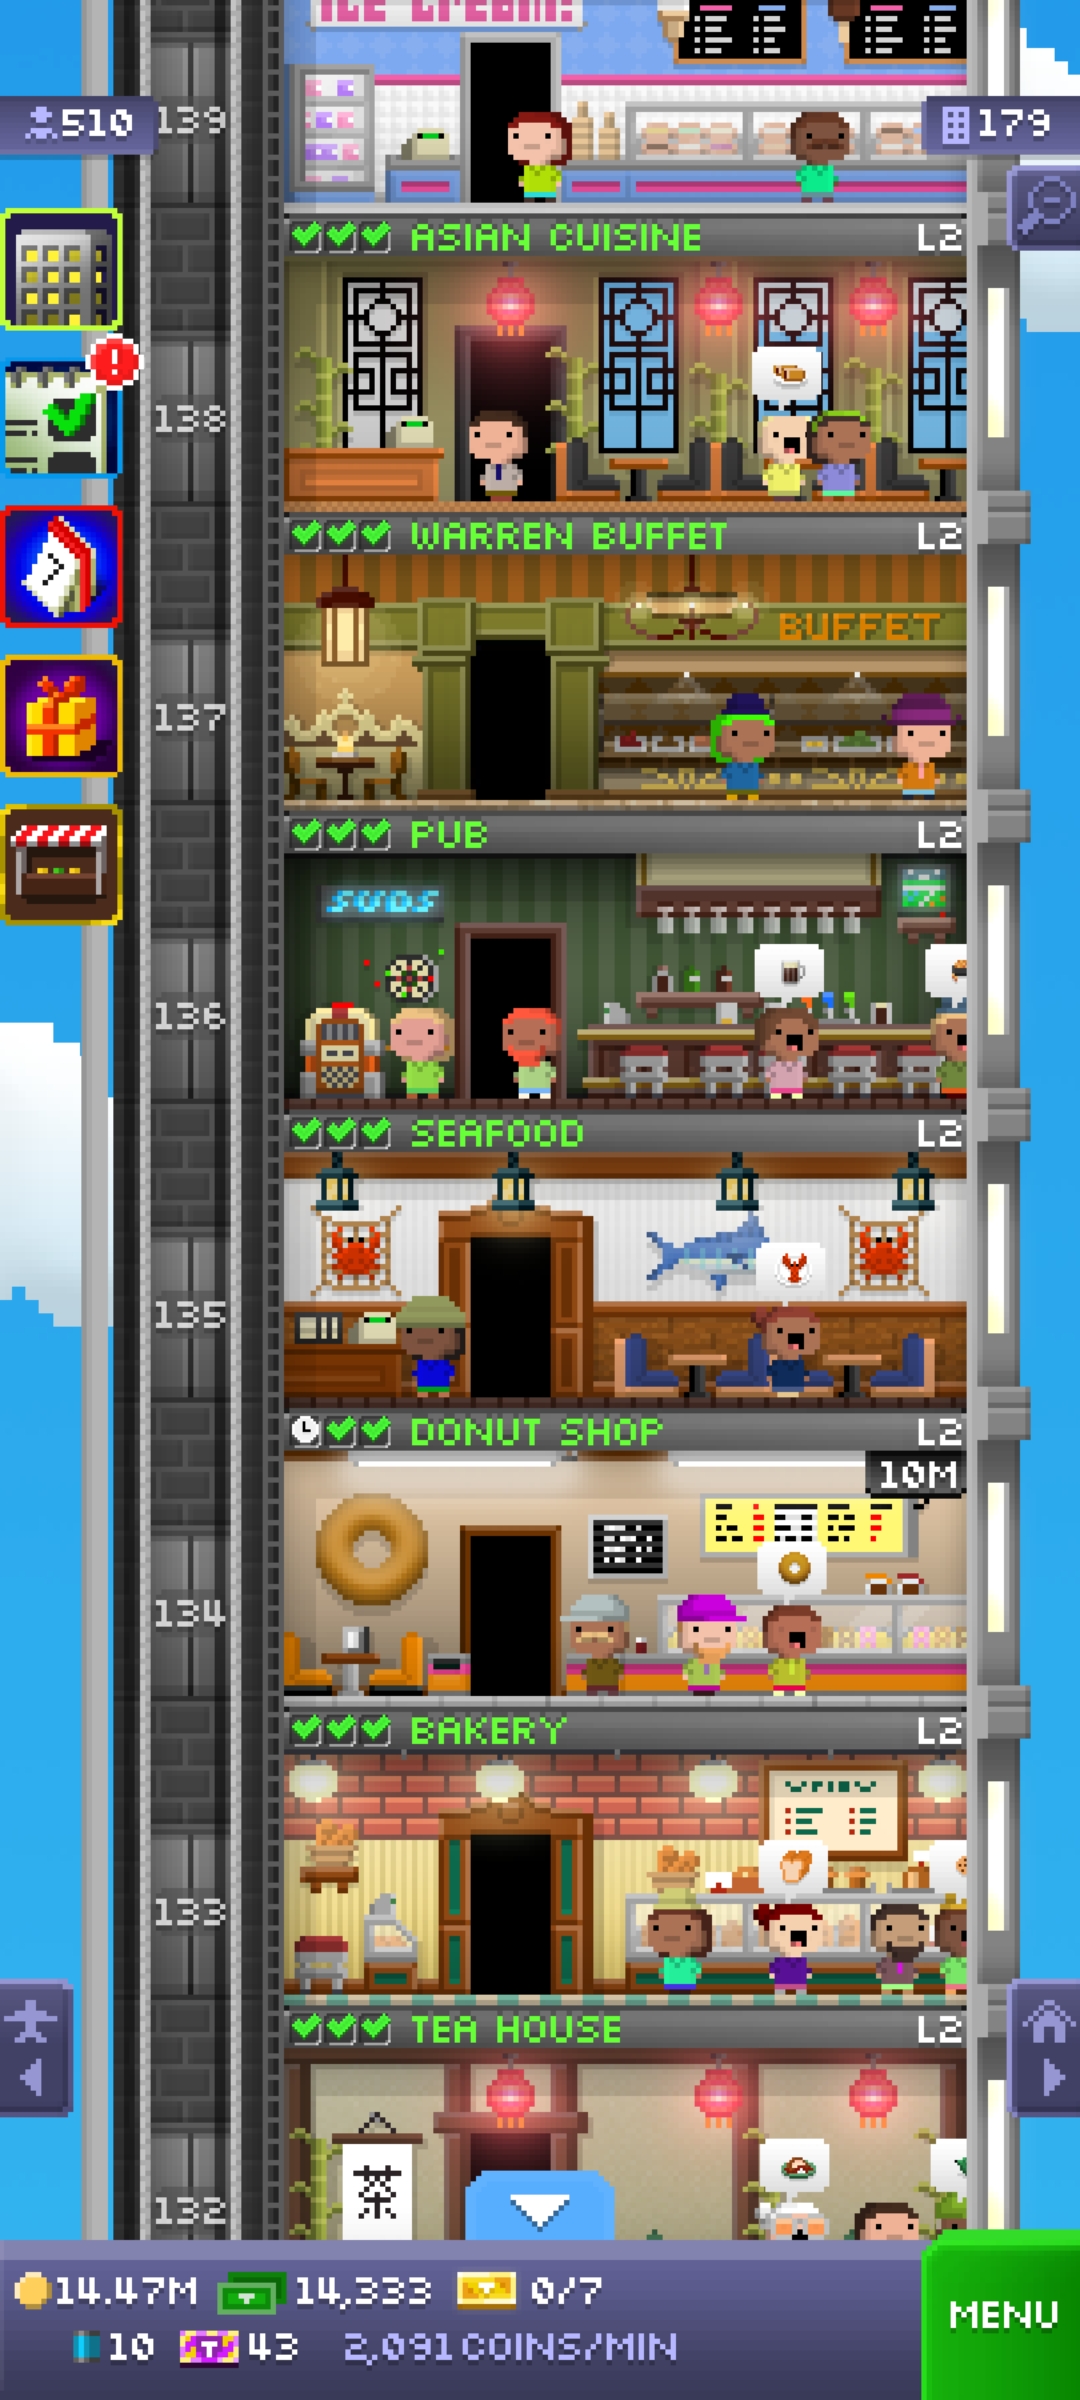 ICE CREAM!
510
139
179
ASIAN CUISINE L2
138
WARREN BUFFET L2
BUFFET
137
PUB L2
SUDS
136
SEAFOOD L2
135
DONUT SHOP L2
10M
134
BAKERY L2
133
TEA HOUSE L2
茶
132
14.47M 14,333 0/7
MENU
10 43 2,091 COINS/MIN